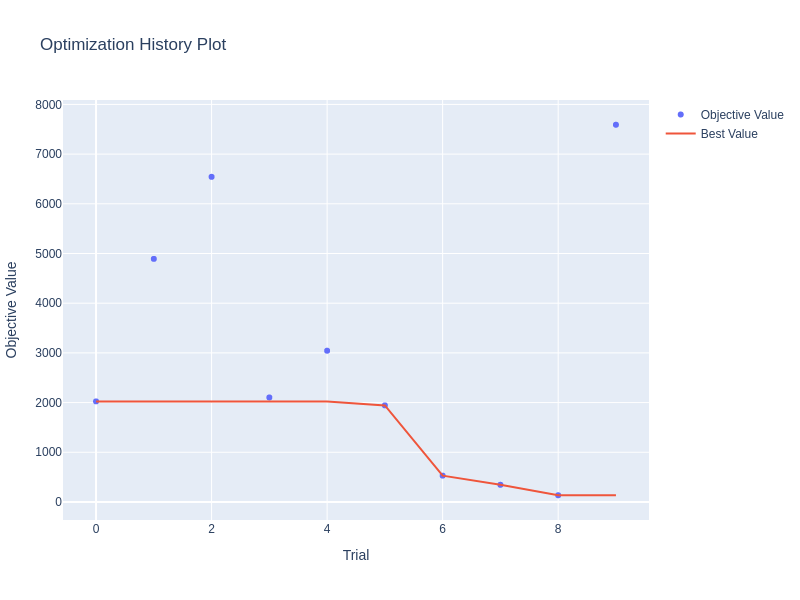 Optimization History Plot
Objective Value
Best Value
8000
7000
6000
5000
4000
3000
2000
1000
0
Objective Value
0 2 4 6 8
Trial